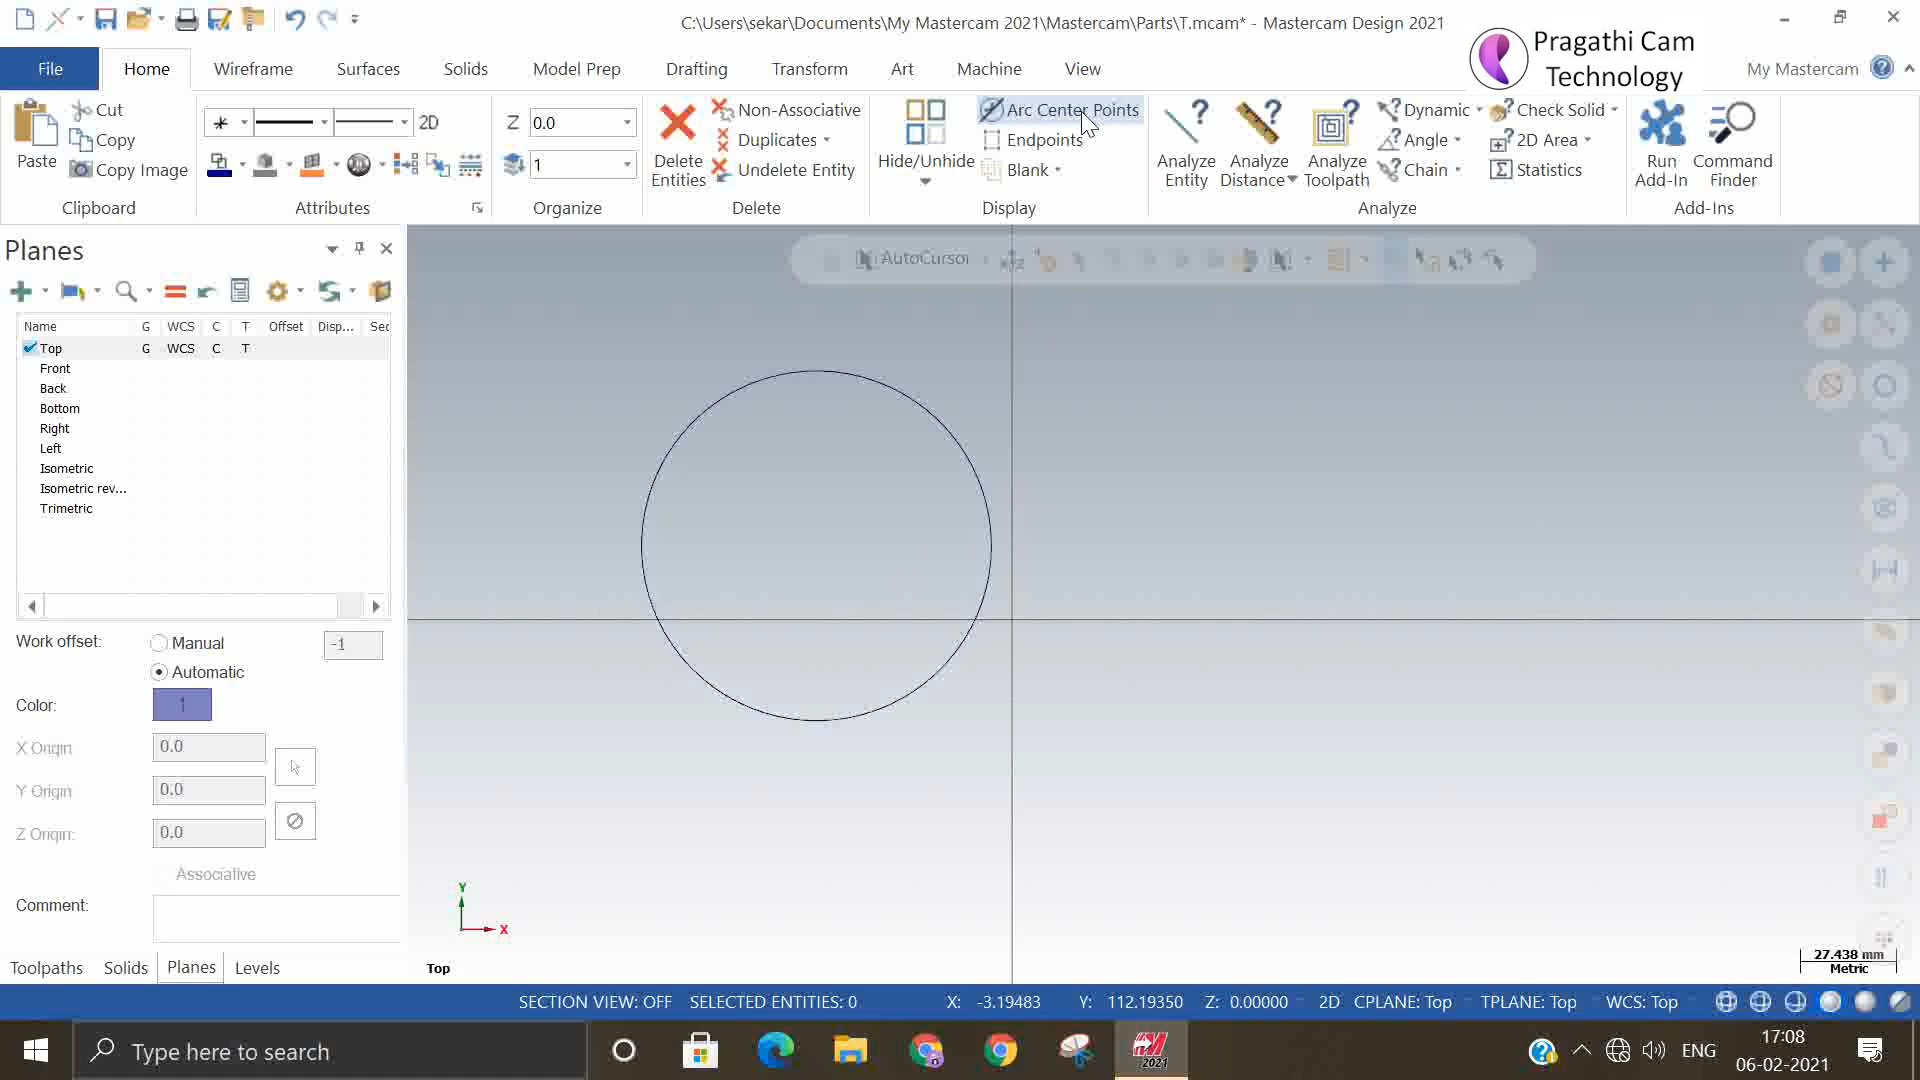 C:\Users\sekar\Documents\My Mastercam 2021\Mastercam\Parts\T.mcam* - Mastercam Design 2021
Pragathi Cam
Technology
File Home Wireframe Surfaces Solids Model Prep Drafting Transform Art Machine View My Mastercam
Paste
Cut
Copy
Copy Image
Clipboard
2D
Attributes
Z 0.0
1
Organize
Delete
Entities
Non-Associative
Duplicates
Undelete Entity
Delete
Hide/Unhide
Arc Center Points
Endpoints
Blank
Display
Analyze
Entity
Analyze
Distance
Analyze
Toolpath
Dynamic
Angle
Chain
Check Solid
2D Area
Statistics
Analyze
Run
Add-In
Command
Finder
Add-Ins
Planes
AutoCursor
Name G WCS C T Offset Disp... Sec
Top G WCS C T
Front
Back
Bottom
Right
Left
Isometric
Isometric rev...
Trimetric
Work offset: Manual -1
Automatic
Color: 1
X Origin 0.0
Y Origin 0.0
Z Origin: 0.0
Associative
Comment:
Toolpaths Solids Planes Levels
Y
X
Top
27.438 mm
Metric
SECTION VIEW: OFF SELECTED ENTITIES: 0 X: -3.19483 Y: 112.19350 Z: 0.00000 2D CPLANE: Top TPLANE: Top WCS: Top
Type here to search
2021
ENG
17:08
06-02-2021